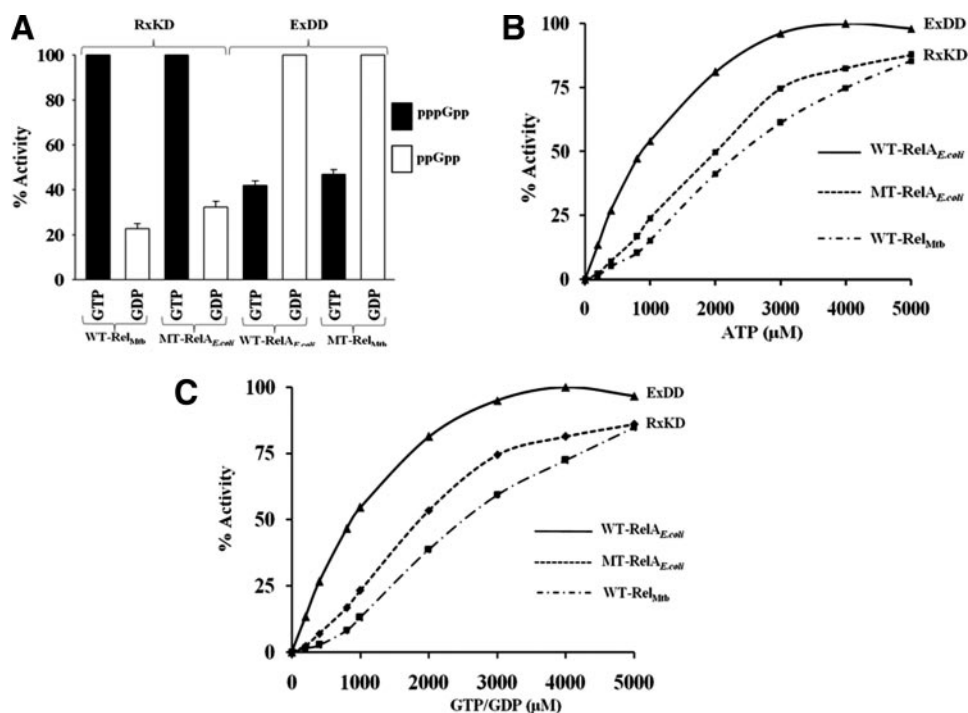 A
RxKD ExDD
100
80
60
40
20
0
% Activity
pppGpp
ppGpp
GTP GDP GTP GDP GTP GDP GTP GDP
WT-RelMtb MT-RelAE.coli WT-RelAE.coli MT-RelMtb
B
100
75
50
25
0
% Activity
ExDD
RxKD
WT-RelAE.coli
MT-RelAE.coli
WT-RelMtb
0 1000 2000 3000 4000 5000
ATP (µM)
C
100
75
50
25
0
% Activity
ExDD
RxKD
WT-RelAE.coli
MT-RelAE.coli
WT-RelMtb
0 1000 2000 3000 4000 5000
GTP/GDP (µM)